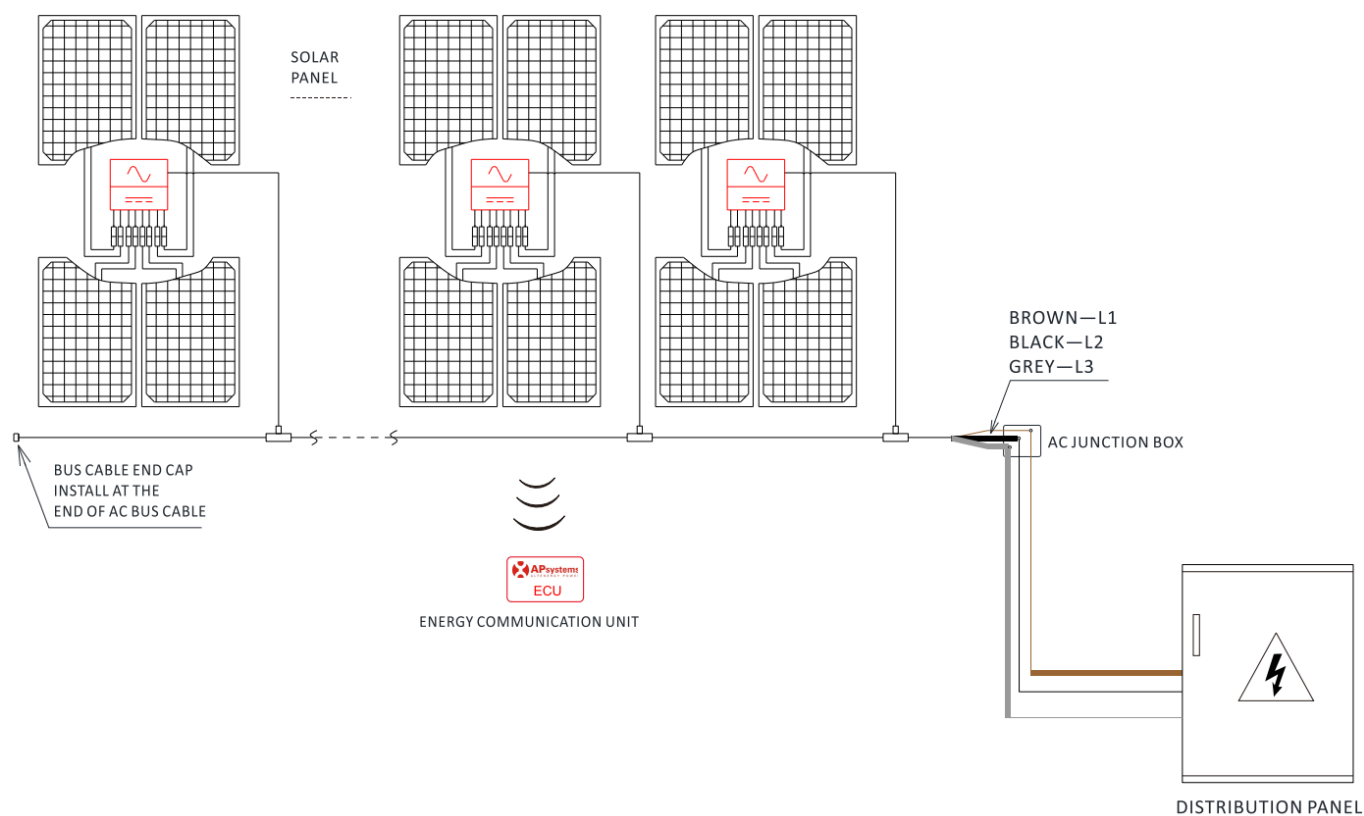 SOLAR
PANEL
BROWN—L1
BLACK—L2
GREY—L3
AC JUNCTION BOX
BUS CABLE END CAP
INSTALL AT THE
END OF AC BUS CABLE
APsystems
ECU
ENERGY COMMUNICATION UNIT
DISTRIBUTION PANEL